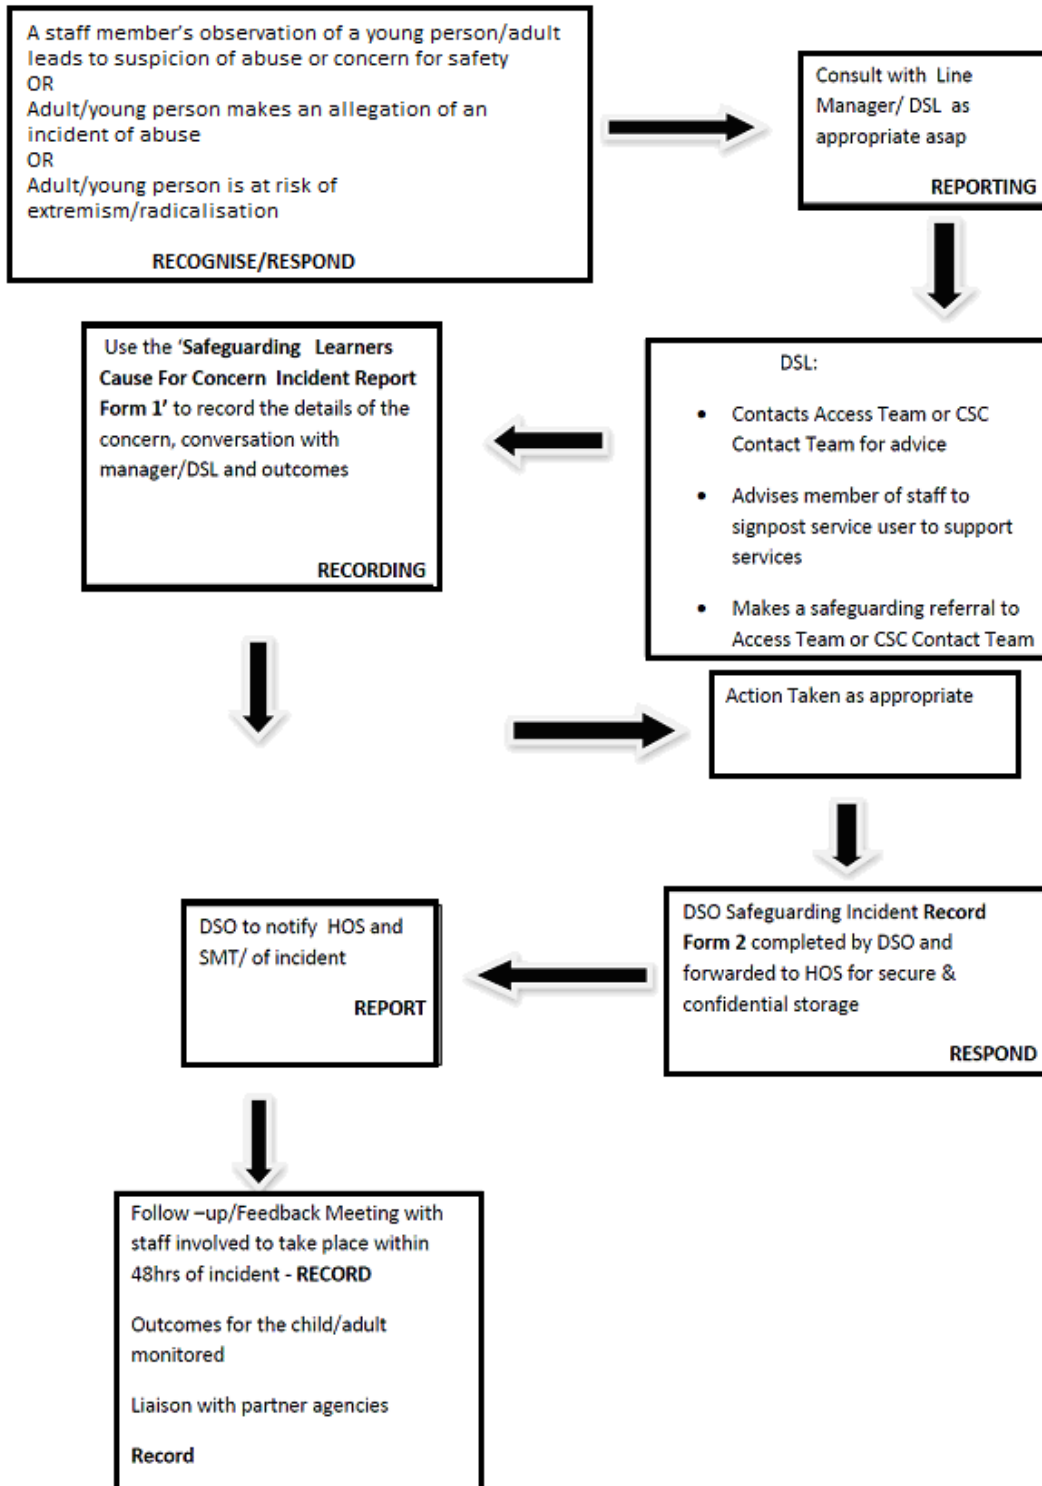 A staff member's observation of a young person/adult
leads to suspicion of abuse or concern for safety
OR
Adult/young person makes an allegation of an
incident of abuse
OR
Adult/young person is at risk of
extremism/radicalisation
RECOGNISE/RESPOND
Consult with Line
Manager/ DSL as
appropriate asap
REPORTING
DSL:
• Contacts Access Team or CSC
Contact Team for advice
• Advises member of staff to
signpost service user to support
services
• Makes a safeguarding referral to
Access Team or CSC Contact Team
Use the ‘Safeguarding Learners
Cause For Concern Incident Report
Form 1’ to record the details of the
concern, conversation with
manager/DSL and outcomes
RECORDING
Action Taken as appropriate
DSO Safeguarding Incident Record
Form 2 completed by DSO and
forwarded to HOS for secure &
confidential storage
RESPOND
DSO to notify HOS and
SMT/ of incident
REPORT
Follow –up/Feedback Meeting with
staff involved to take place within
48hrs of incident - RECORD
Outcomes for the child/adult
monitored
Liaison with partner agencies
Record